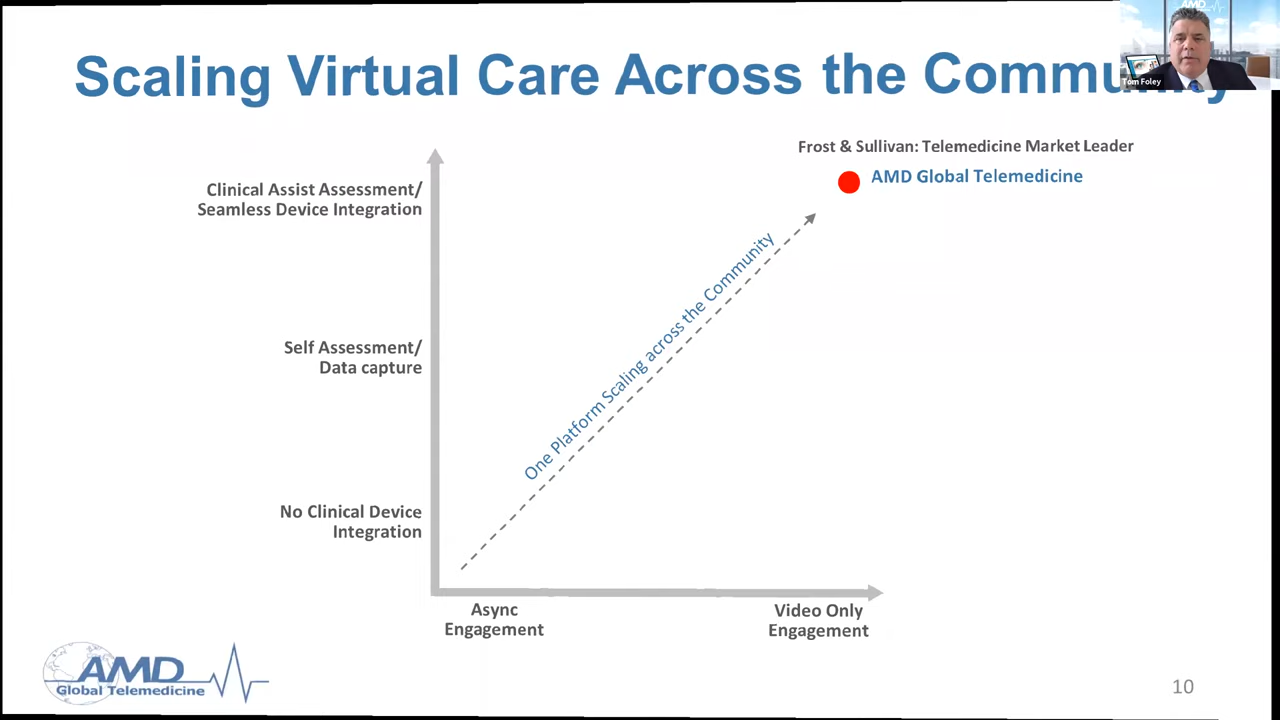 Scaling Virtual Care Across the Community
AMD
Tom Foley
Frost & Sullivan: Telemedicine Market Leader
AMD Global Telemedicine
Clinical Assist Assessment/
Seamless Device Integration
One Platform Scaling across the Community
Self Assessment/
Data capture
No Clinical Device
Integration
Async
Engagement
Video Only
Engagement
AMD
Global Telemedicine
10